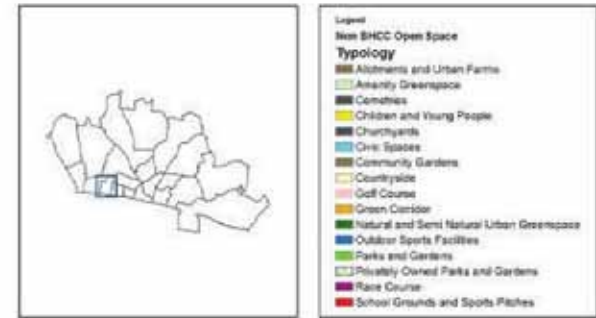 Legend
Non BHCC Open Space
Typology
Allotments and Urban Farms
Amenity Greenspace
Cemetries
Children and Young People
Churchyards
Civic Spaces
Community Gardens
Countryside
Golf Course
Green Corridor
Natural and Semi Natural Urban Greenspace
Outdoor Sports Facilities
Parks and Gardens
Privately Owned Parks and Gardens
Race Course
School Grounds and Sports Pitches